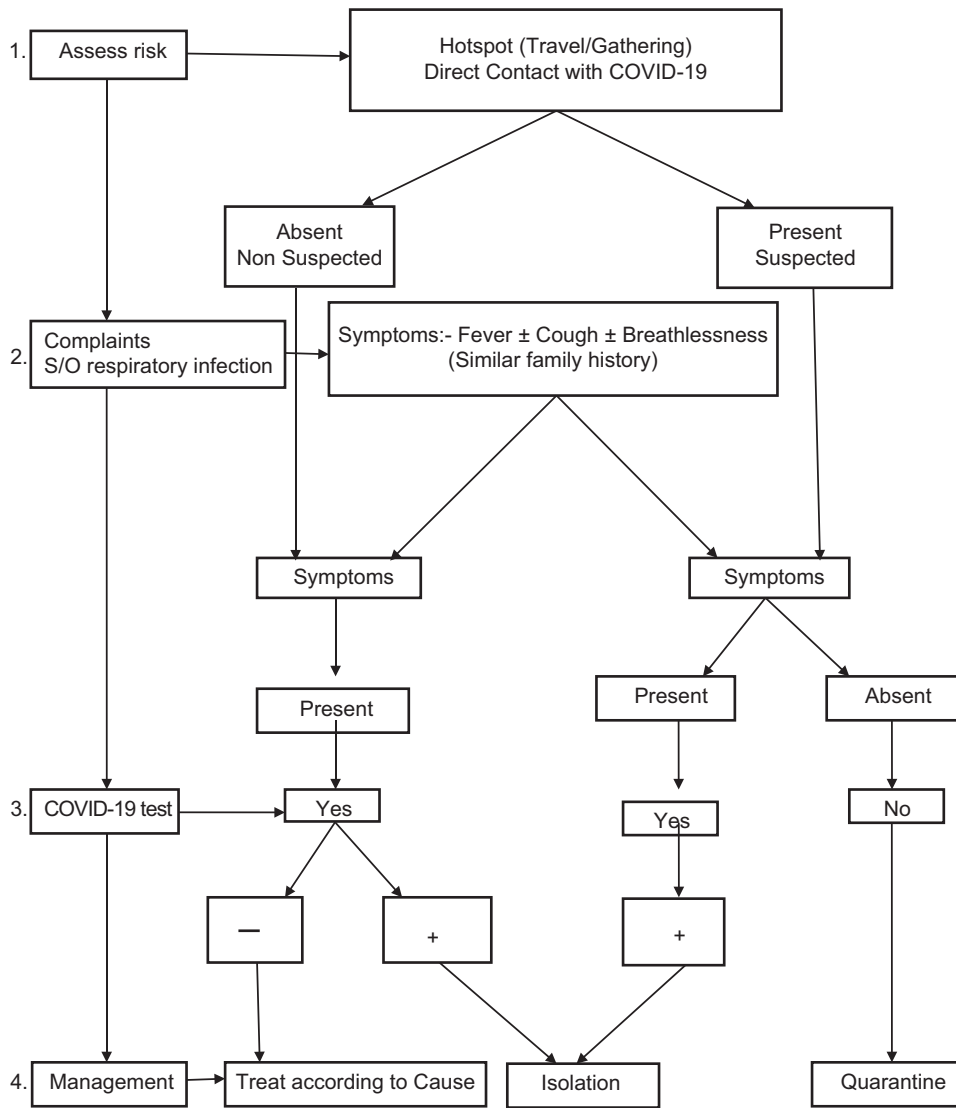 1. Assess risk
Hotspot (Travel/Gathering)
Direct Contact with COVID-19
Absent
Non Suspected
Present
Suspected
2. Complaints
S/O respiratory infection
Symptoms:- Fever ± Cough ± Breathlessness
(Similar family history)
Symptoms
Symptoms
Present
Present
Absent
3. COVID-19 test
Yes
Yes
No
—
+
+
4. Management
Treat according to Cause
Isolation
Quarantine